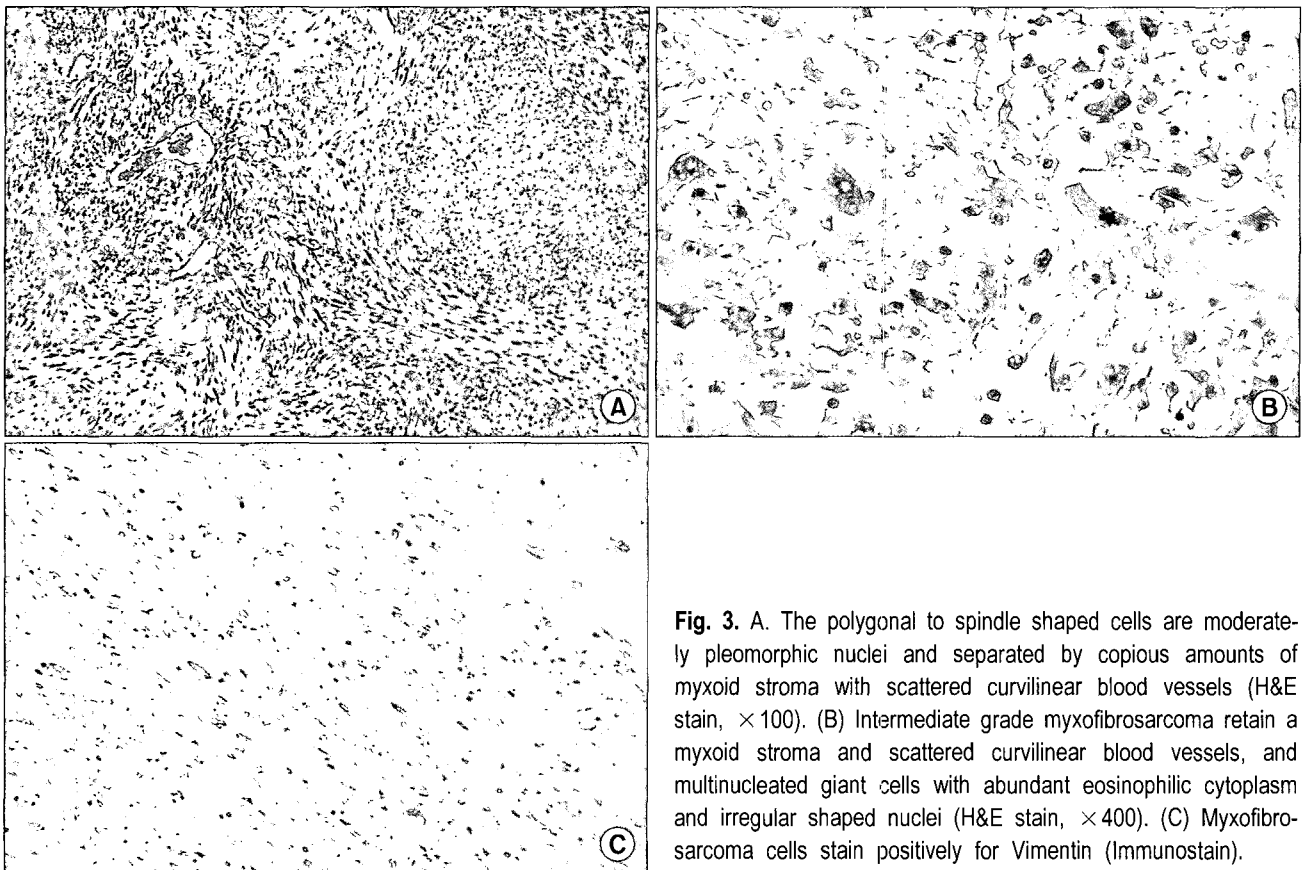 A
B
C
Fig. 3. A. The polygonal to spindle shaped cells are moderate-
ly pleomorphic nuclei and separated by copious amounts of
myxoid stroma with scattered curvilinear blood vessels (H&E
stain, ×100). (B) Intermediate grade myxofibrosarcoma retain a
myxoid stroma and scattered curvilinear blood vessels, and
multinucleated giant cells with abundant eosinophilic cytoplasm
and irregular shaped nuclei (H&E stain, ×400). (C) Myxofibro-
sarcoma cells stain positively for Vimentin (Immunostain).